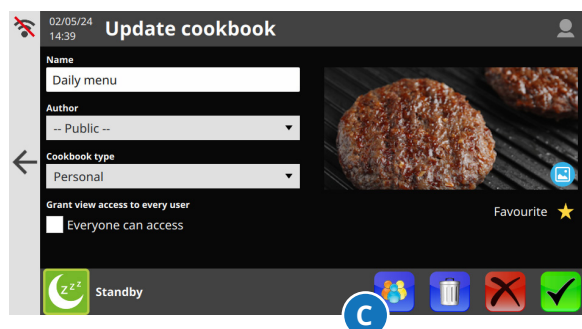 02/05/24
14:39
Update cookbook
Name
Daily menu
Author
-- Public --
Cookbook type
Personal
Grant view access to every user
Everyone can access
Favourite
zzz
Standby
C